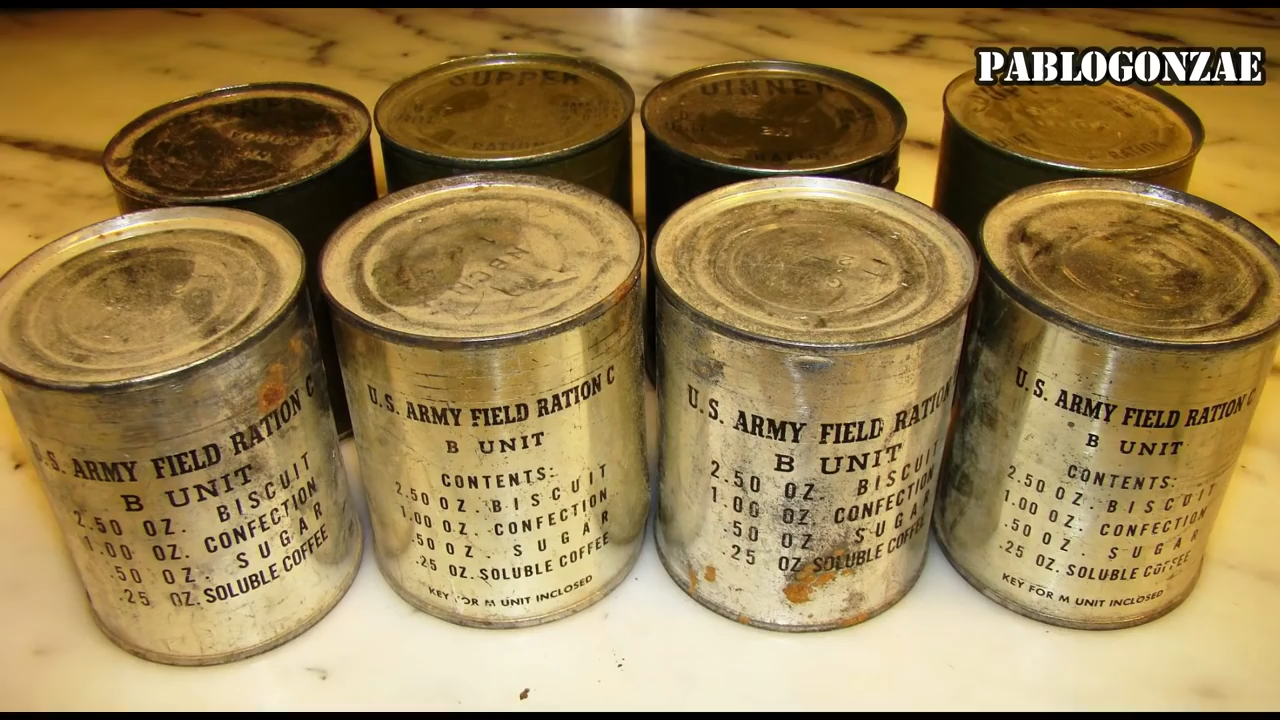 PABLOGONZAE
SUPPER
RATION
DINNER
RATION
U.S. ARMY FIELD RATION C
B UNIT
2.50 OZ. BISCUIT
1.00 OZ. CONFECTION
.50 OZ. SUGAR
.25 OZ. SOLUBLE COFFEE
U.S. ARMY FIELD RATION C
B UNIT
CONTENTS:
2.50 OZ. BISCUIT
1.00 OZ. CONFECTION
.50 OZ. SUGAR
.25 OZ. SOLUBLE COFFEE
KEY FOR M UNIT INCLOSED
U.S. ARMY FIELD RATION
B UNIT
2.50 OZ BISCUIT
1.00 OZ CONFECTION
.50 OZ SUGAR
.25 OZ SOLUBLE COFFEE
U.S. ARMY FIELD RATION C
B UNIT
CONTENTS:
2.50 OZ. BISCUIT
1.00 OZ. CONFECTION
.50 OZ. SUGAR
.25 OZ. SOLUBLE COFFEE
KEY FOR M UNIT INCLOSED